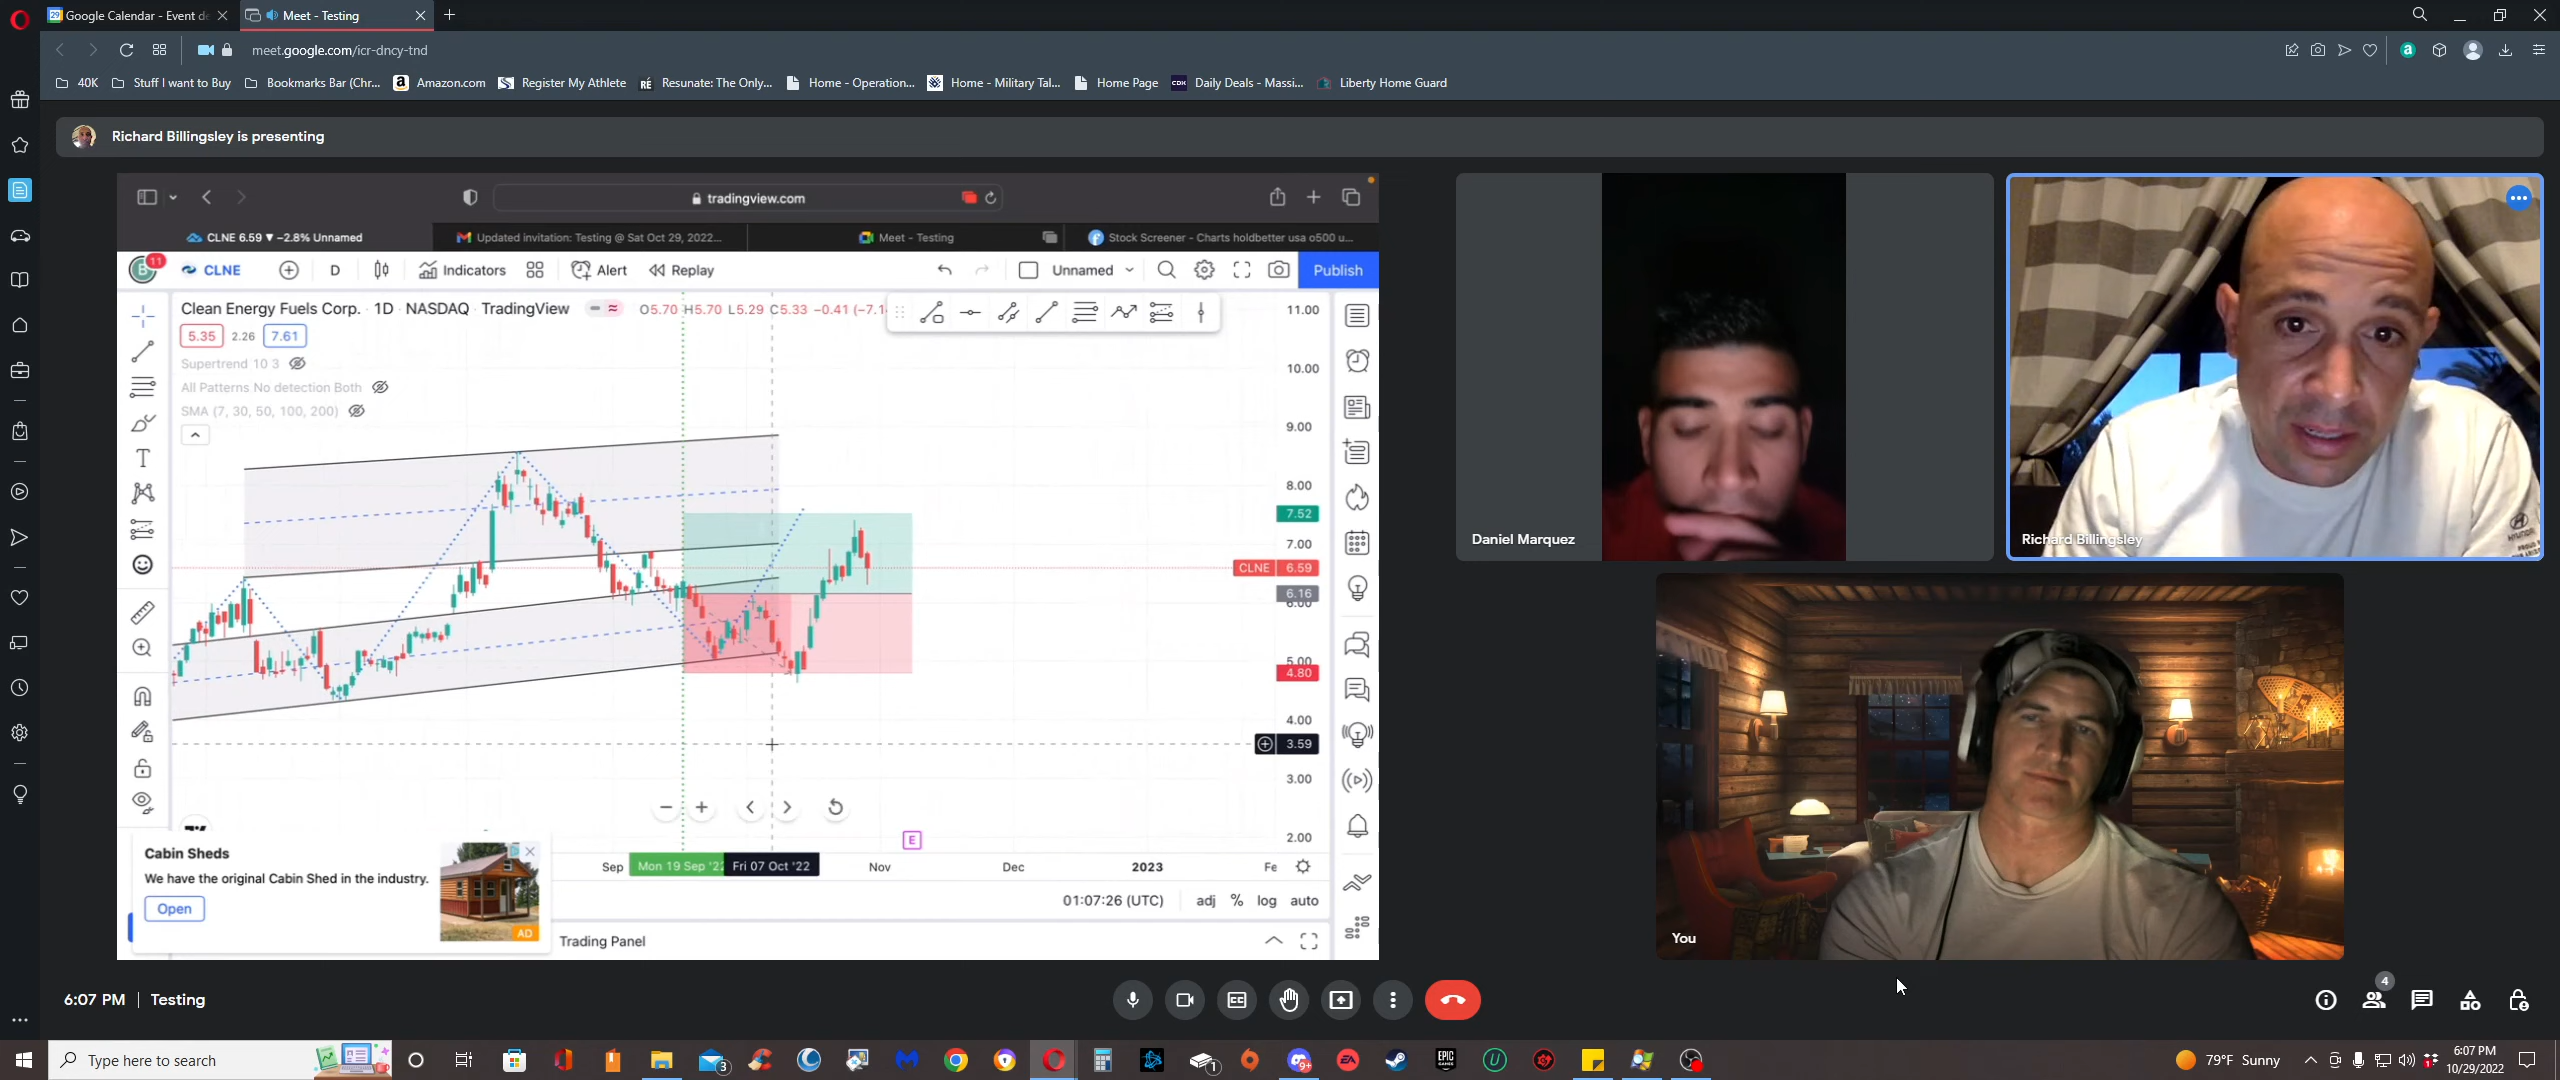 Google Calendar - Event de
Meet - Testing
meet.google.com/icr-dncy-tnd
40K
Stuff I want to Buy
Bookmarks Bar (Chr...
Amazon.com
Register My Athlete
Resunate: The Only...
Home - Operation...
Home - Military Tal...
Home Page
Daily Deals - Massi...
Liberty Home Guard
Richard Billingsley is presenting
tradingview.com
CLNE 6.59 ▼ −2.8% Unnamed
Updated invitation: Testing @ Sat Oct 29, 2022...
Meet - Testing
Stock Screener - Charts holdbetter usa o500 u...
11
CLNE
D
Indicators
Alert
Replay
Unnamed
Publish
Clean Energy Fuels Corp. · 1D · NASDAQ · TradingView
O5.70 H5.70 L5.29 C5.33 −0.41 (−7.1
5.35
2.26
7.61
Supertrend 10 3
All Patterns No detection Both
SMA (7, 30, 50, 100, 200)
11.00
10.00
9.00
8.00
7.52
7.00
CLNE 6.59
6.16
6.00
5.00
4.80
4.00
3.59
3.00
2.00
E
Sep
Mon 19 Sep '22
Fri 07 Oct '22
Nov
Dec
2023
Fe
01:07:26 (UTC)
adj
%
log
auto
Cabin Sheds
We have the original Cabin Shed in the industry.
Open
AD
Trading Panel
Daniel Marquez
Richard Billingsley
You
6:07 PM | Testing
4
Type here to search
79°F Sunny
6:07 PM
10/29/2022